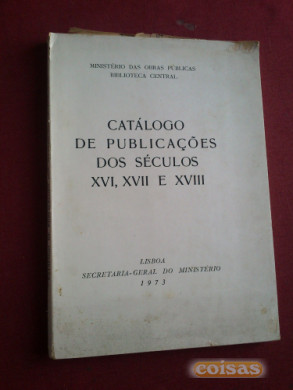 MINISTÉRIO DAS OBRAS PÚBLICAS
BIBLIOTECA CENTRAL
CATÁLOGO
DE PUBLICAÇÕES
DOS SÉCULOS
XVI, XVII E XVIII
LISBOA
SECRETARIA-GERAL DO MINISTÉRIO
1973
coisas